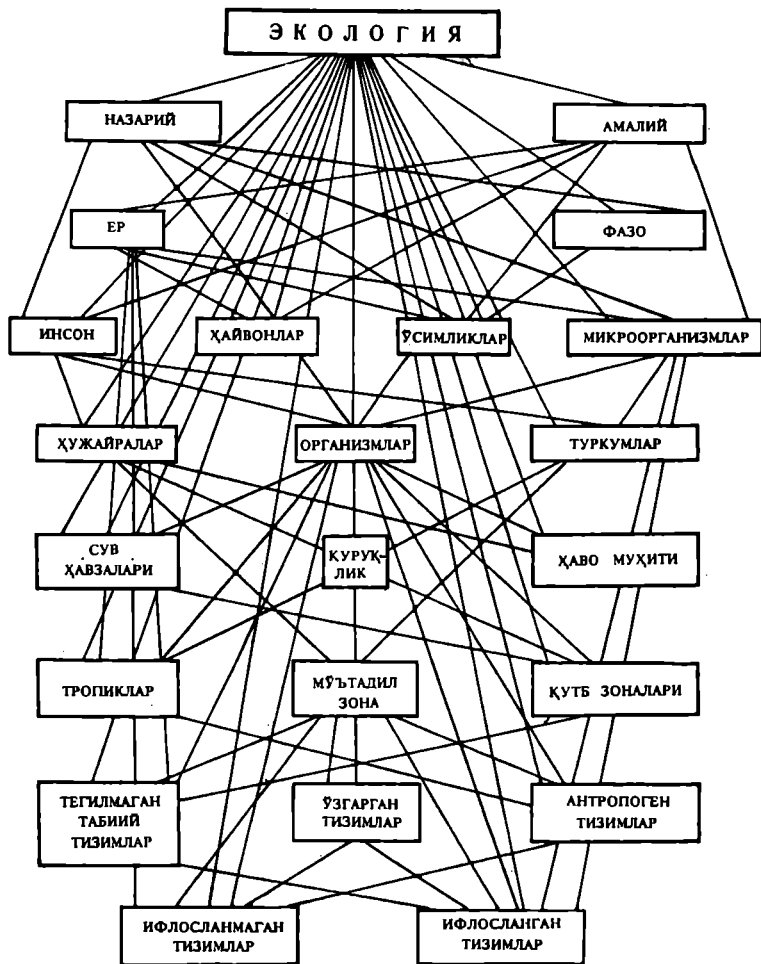 ЭКОЛОГИЯ
НАЗАРИЙ
АМАЛИЙ
ЕР
ФАЗО
ИНСОН
ҲАЙВОНЛАР
ЎСИМЛИКЛАР
МИКРООРГАНИЗМЛАР
ҲУЖАЙРАЛАР
ОРГАНИЗМЛАР
ТУРКУМЛАР
СУВ
ҲАВЗАЛАРИ
ҚУРУҚ-
ЛИК
ҲАВО МУҲИТИ
ТРОПИКЛАР
МЎЪТАДИЛ
ЗОНА
ҚУТБ ЗОНАЛАРИ
ТЕГИЛМАГАН
ТАБИИЙ
ТИЗИМЛАР
ЎЗГАРГАН
ТИЗИМЛАР
АНТРОПОГЕН
ТИЗИМЛАР
ИФЛОСЛАНМАГАН
ТИЗИМЛАР
ИФЛОСЛАНГАН
ТИЗИМЛАР